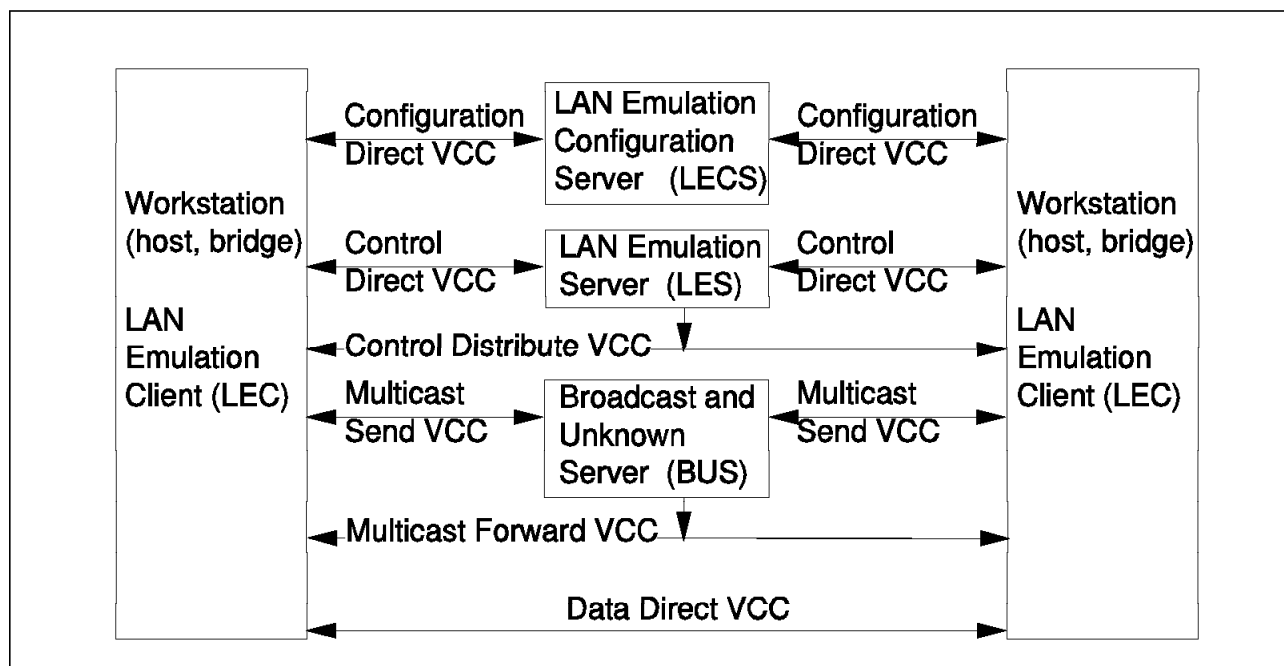 Workstation
(host, bridge)
LAN
Emulation
Client (LEC)
Configuration
Direct VCC
LAN Emulation
Configuration
Server (LECS)
Configuration
Direct VCC
Control
Direct VCC
LAN Emulation
Server (LES)
Control
Direct VCC
Control Distribute VCC
Multicast
Send VCC
Broadcast and
Unknown
Server (BUS)
Multicast
Send VCC
Multicast Forward VCC
Data Direct VCC
Workstation
(host, bridge)
LAN
Emulation
Client (LEC)